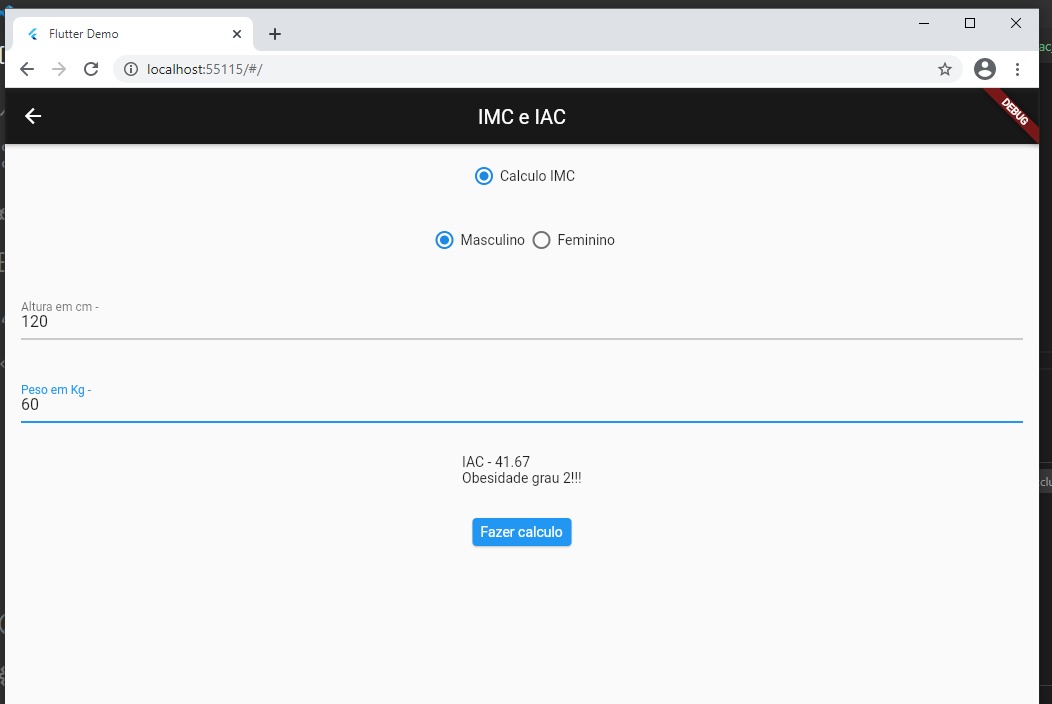 Flutter Demo
localhost:55115/#/
IMC e IAC
DEBUG
Calculo IMC
Masculino Feminino
Altura em cm -
120
Peso em Kg -
60
IAC - 41.67
Obesidade grau 2!!!
Fazer calculo